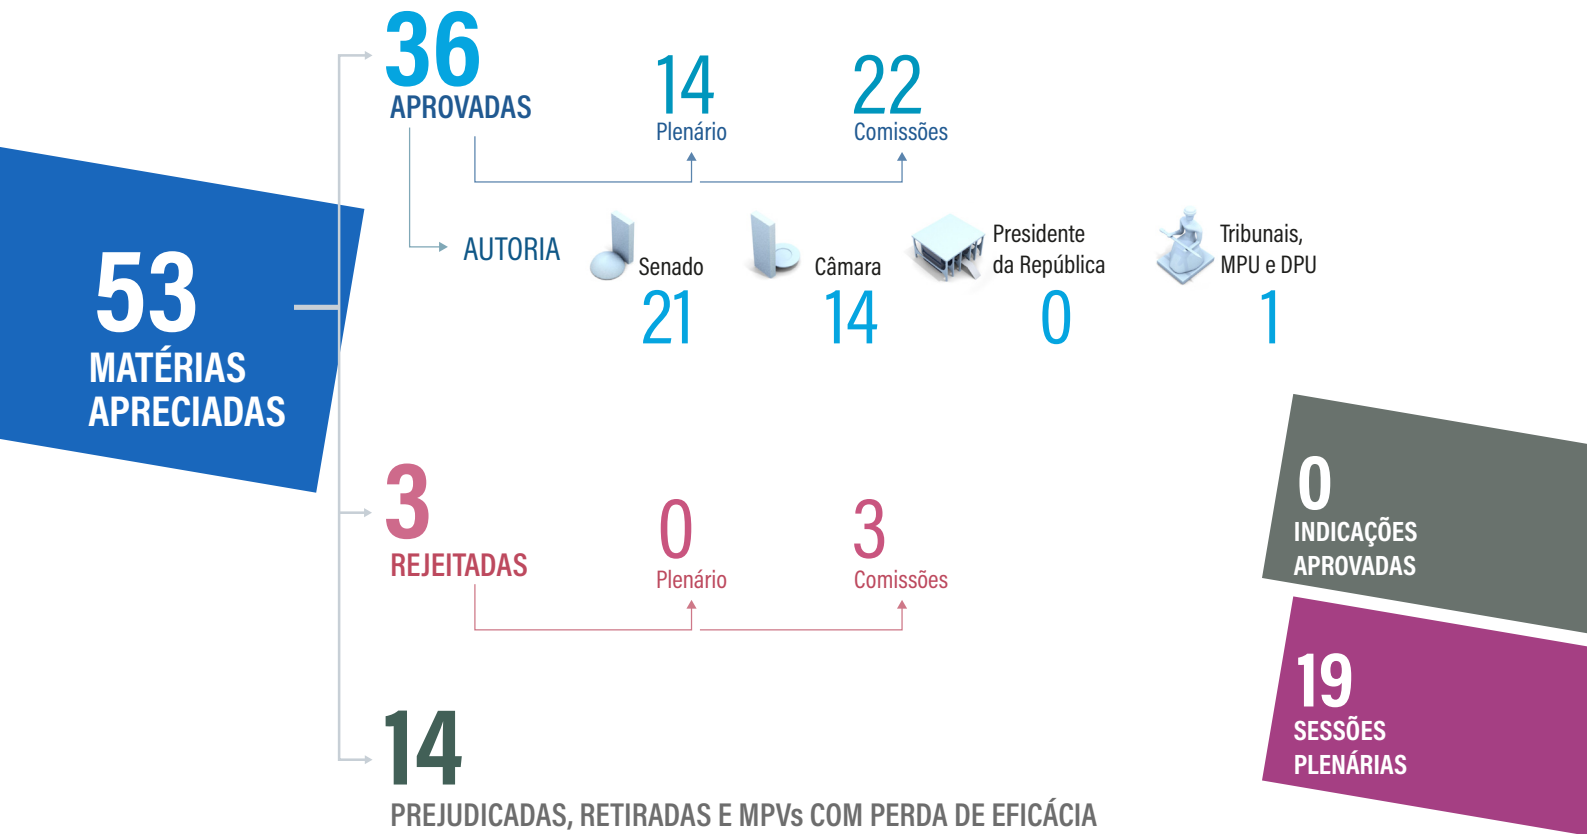 53
MATÉRIAS
APRECIADAS
36
APROVADAS
14
Plenário
22
Comissões
AUTORIA
Senado
21
Câmara
14
Presidente
da República
0
Tribunais,
MPU e DPU
1
3
REJEITADAS
0
Plenário
3
Comissões
14
PREJUDICADAS, RETIRADAS E MPVs COM PERDA DE EFICÁCIA
0
INDICAÇÕES
APROVADAS
19
SESSÕES
PLENÁRIAS